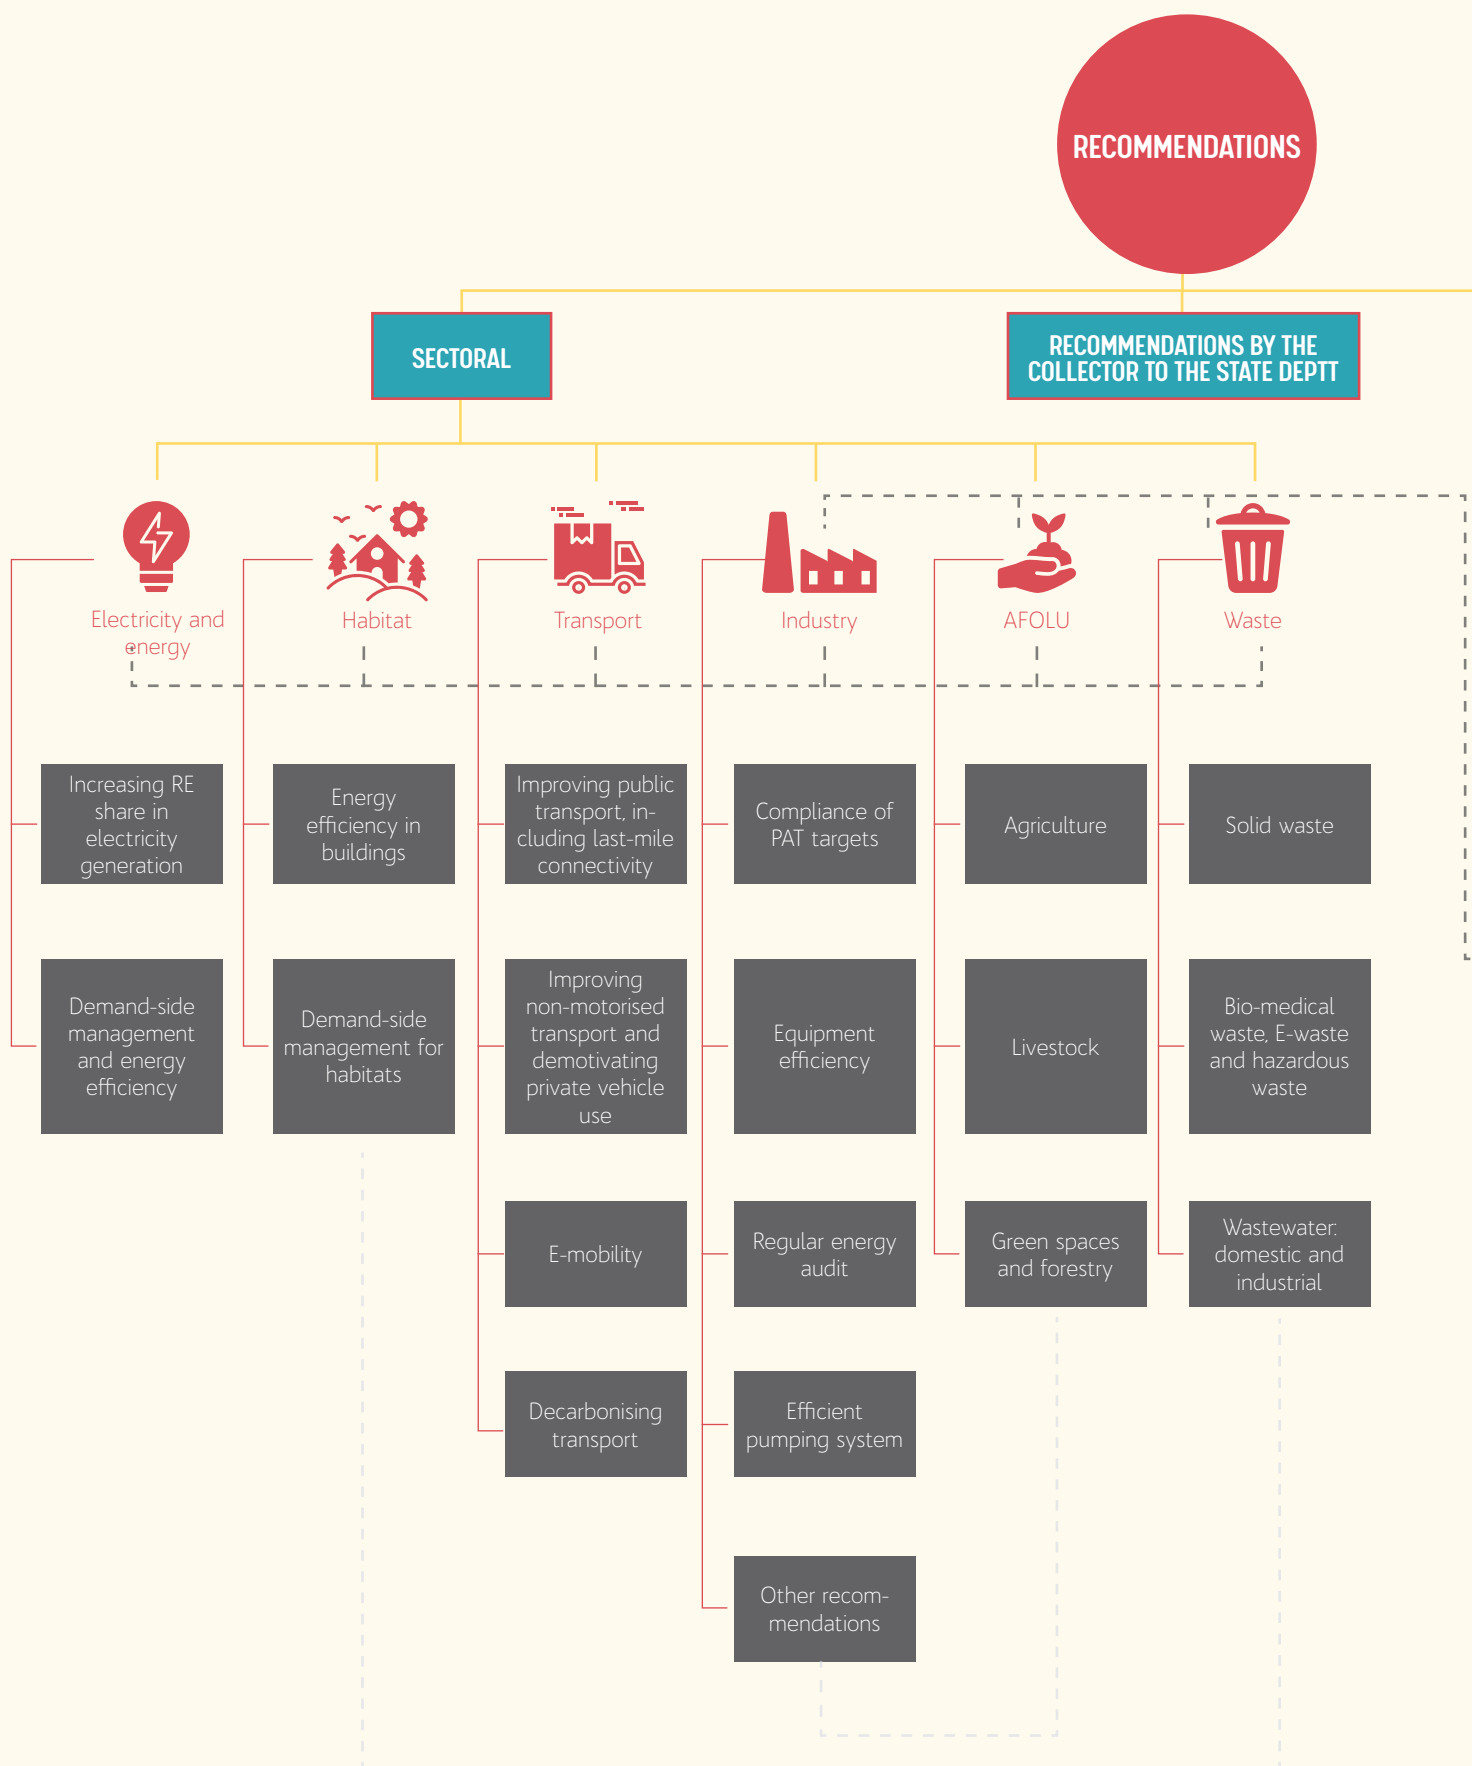 RECOMMENDATIONS
SECTORAL
RECOMMENDATIONS BY THE
COLLECTOR TO THE STATE DEPTT
Electricity and
energy
Habitat
Transport
Industry
AFOLU
Waste
Increasing RE
share in
electricity
generation
Energy
efficiency in
buildings
Improving public
transport, in-
cluding last-mile
connectivity
Compliance of
PAT targets
Agriculture
Solid waste
Demand-side
management
and energy
efficiency
Demand-side
management for
habitats
Improving
non-motorised
transport and
demotivating
private vehicle
use
Equipment
efficiency
Livestock
Bio-medical
waste, E-waste
and hazardous
waste
E-mobility
Regular energy
audit
Green spaces
and forestry
Wastewater:
domestic and
industrial
Decarbonising
transport
Efficient
pumping system
Other recom-
mendations